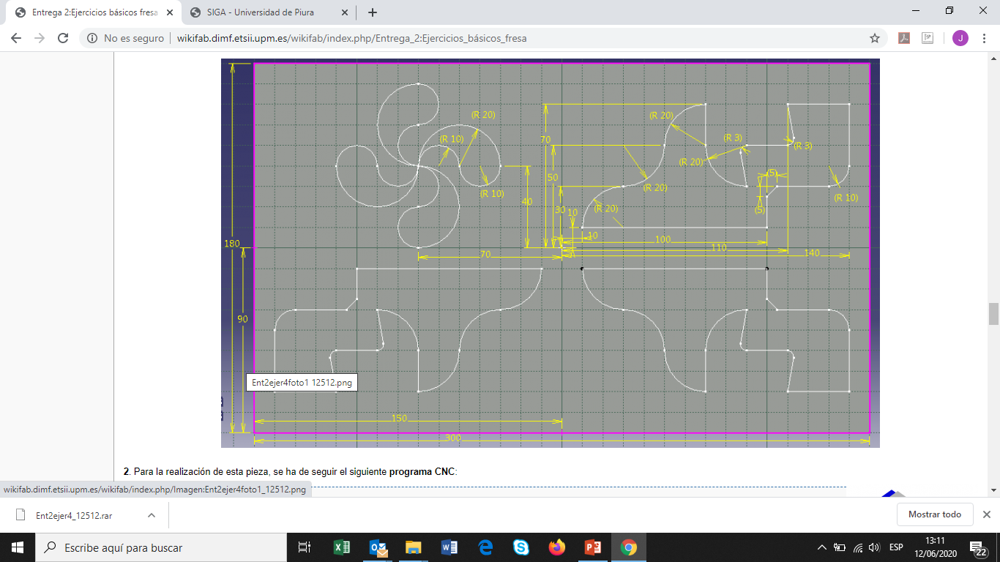 Entrega 2:Ejercicios básicos fresa
SIGA - Universidad de Piura
No es seguro
wikifab.dimf.etsii.upm.es/wikifab/index.php/Entrega_2:Ejercicios_básicos_fresa
J
(R 20)
(R 20)
(R 10)
(R 3)
70
(R 3)
(R 20)
50
(5)
(R 20)
(R 10)
(R 10)
40
30
10
(R 20)
(5)
10
100
180
110
70
140
90
Ent2ejer4foto1 12512.png
150
300
2. Para la realización de esta pieza, se ha de seguir el siguiente programa CNC:
wikifab.dimf.etsii.upm.es/wikifab/index.php/Imagen:Ent2ejer4foto1_12512.png
Ent2ejer4_12512.rar
Mostrar todo
Escribe aquí para buscar
ESP
13:11
12/06/2020
22